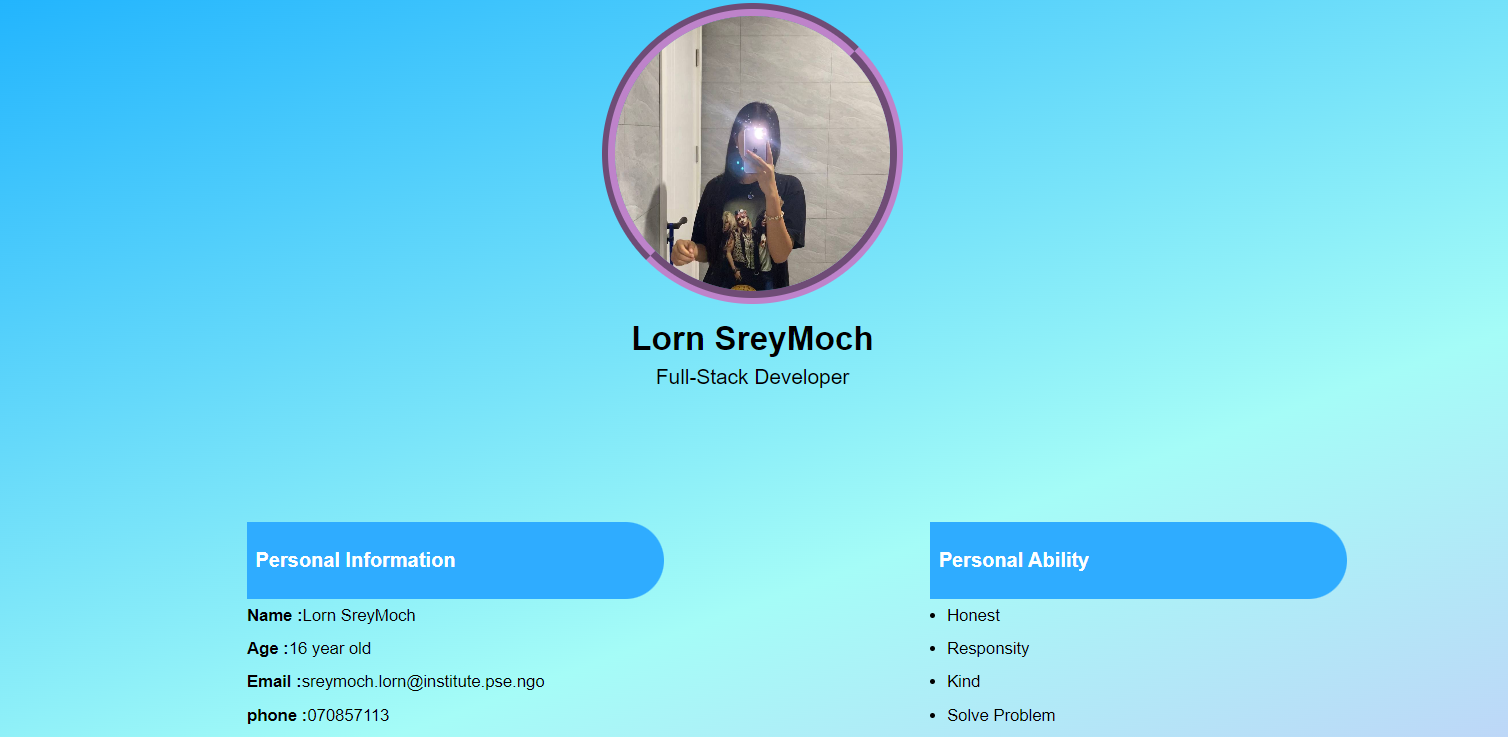 Lorn SreyMoch
Full-Stack Developer
Personal Information
Name :Lorn SreyMoch
Age :16 year old
Email :sreymoch.lorn@institute.pse.ngo
phone :070857113
Personal Ability
• Honest
• Responsity
• Kind
• Solve Problem